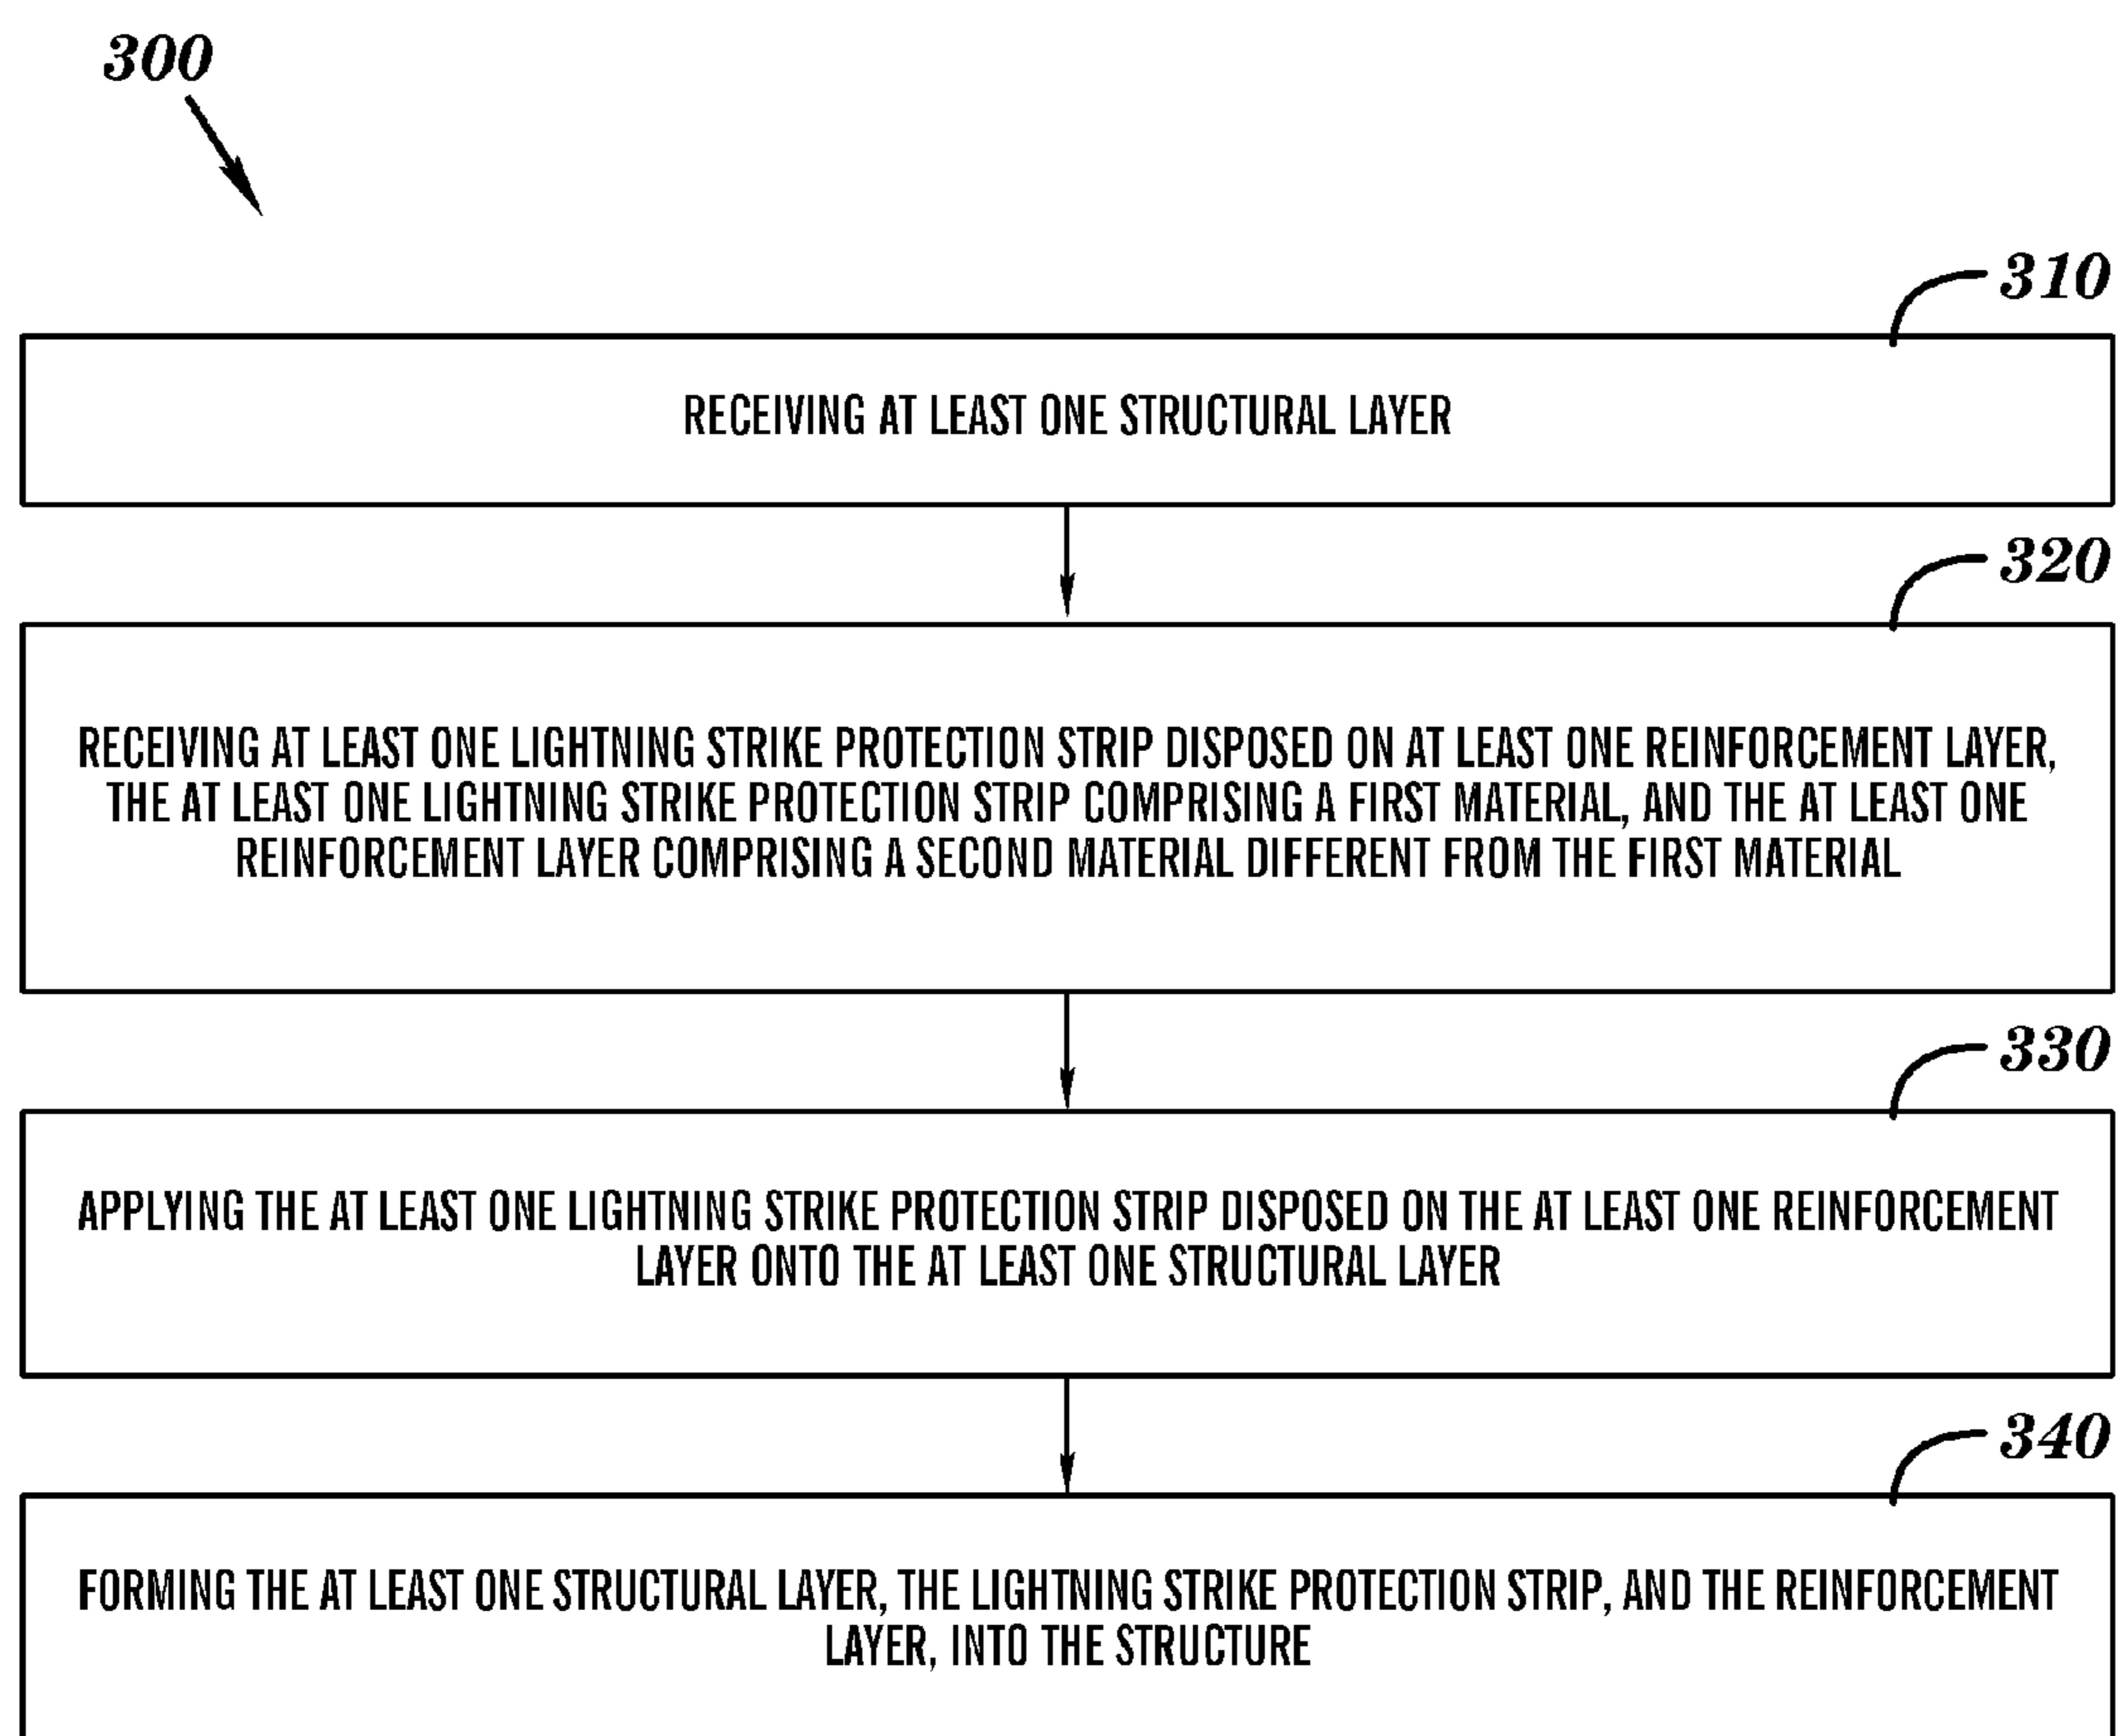 300
310
RECEIVING AT LEAST ONE STRUCTURAL LAYER
320
RECEIVING AT LEAST ONE LIGHTNING STRIKE PROTECTION STRIP DISPOSED ON AT LEAST ONE REINFORCEMENT LAYER,
THE AT LEAST ONE LIGHTNING STRIKE PROTECTION STRIP COMPRISING A FIRST MATERIAL, AND THE AT LEAST ONE
REINFORCEMENT LAYER COMPRISING A SECOND MATERIAL DIFFERENT FROM THE FIRST MATERIAL
330
APPLYING THE AT LEAST ONE LIGHTNING STRIKE PROTECTION STRIP DISPOSED ON THE AT LEAST ONE REINFORCEMENT
LAYER ONTO THE AT LEAST ONE STRUCTURAL LAYER
340
FORMING THE AT LEAST ONE STRUCTURAL LAYER, THE LIGHTNING STRIKE PROTECTION STRIP, AND THE REINFORCEMENT
LAYER, INTO THE STRUCTURE